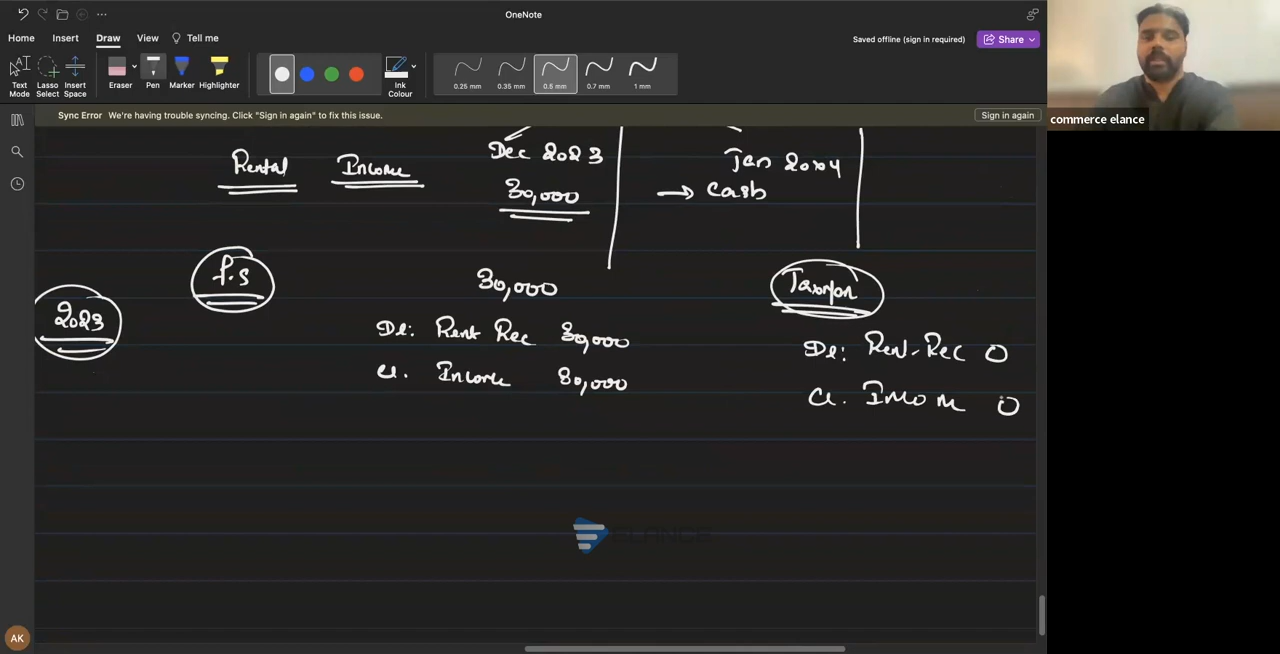 OneNote
Home Insert Draw View Tell me
Saved offline (sign in required)
Share
Text Mode
Lasso Select
Insert Space
Eraser
Pen
Marker
Highlighter
Ink Colour
0.25 mm
0.35 mm
0.5 mm
0.7 mm
1 mm
commerce elance
Sync Error We're having trouble syncing. Click "Sign in again" to fix this issue.
Sign in again
Rental Income Dec 2023 Jan 2024
30,000 → Cash
f.s 30,000
2023 Dr: Rent Rec 30,000 Dr: Rent-Rec 0
Cr. Income 30,000 Cr. Income 0
ELANCE
AK